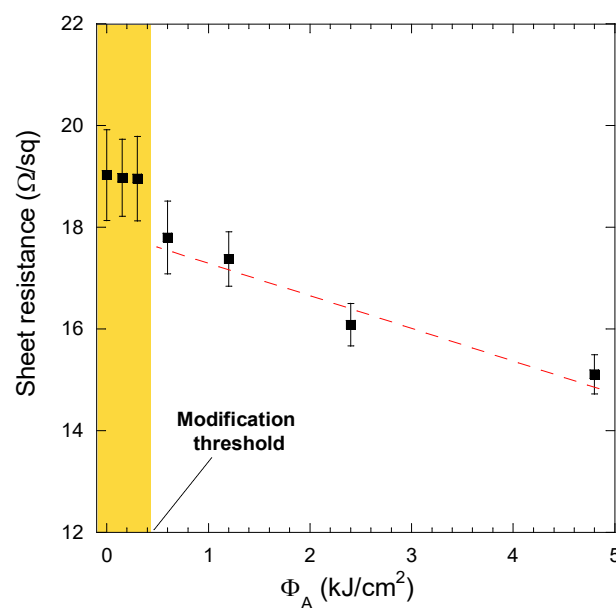 22
20
18
16
14
12
Sheet resistance (Ω/sq)
Modification
threshold
0 1 2 3 4 5
Φ_A (kJ/cm²)